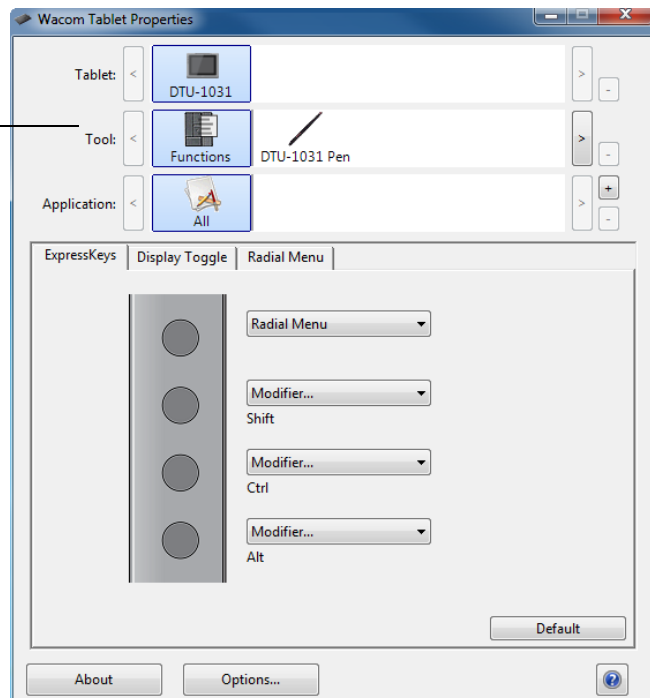 Wacom Tablet Properties
Tablet:
DTU-1031
Tool:
Functions
DTU-1031 Pen
Application:
All
ExpressKeys Display Toggle Radial Menu
Radial Menu
Modifier...
Shift
Modifier...
Ctrl
Modifier...
Alt
Default
About Options...